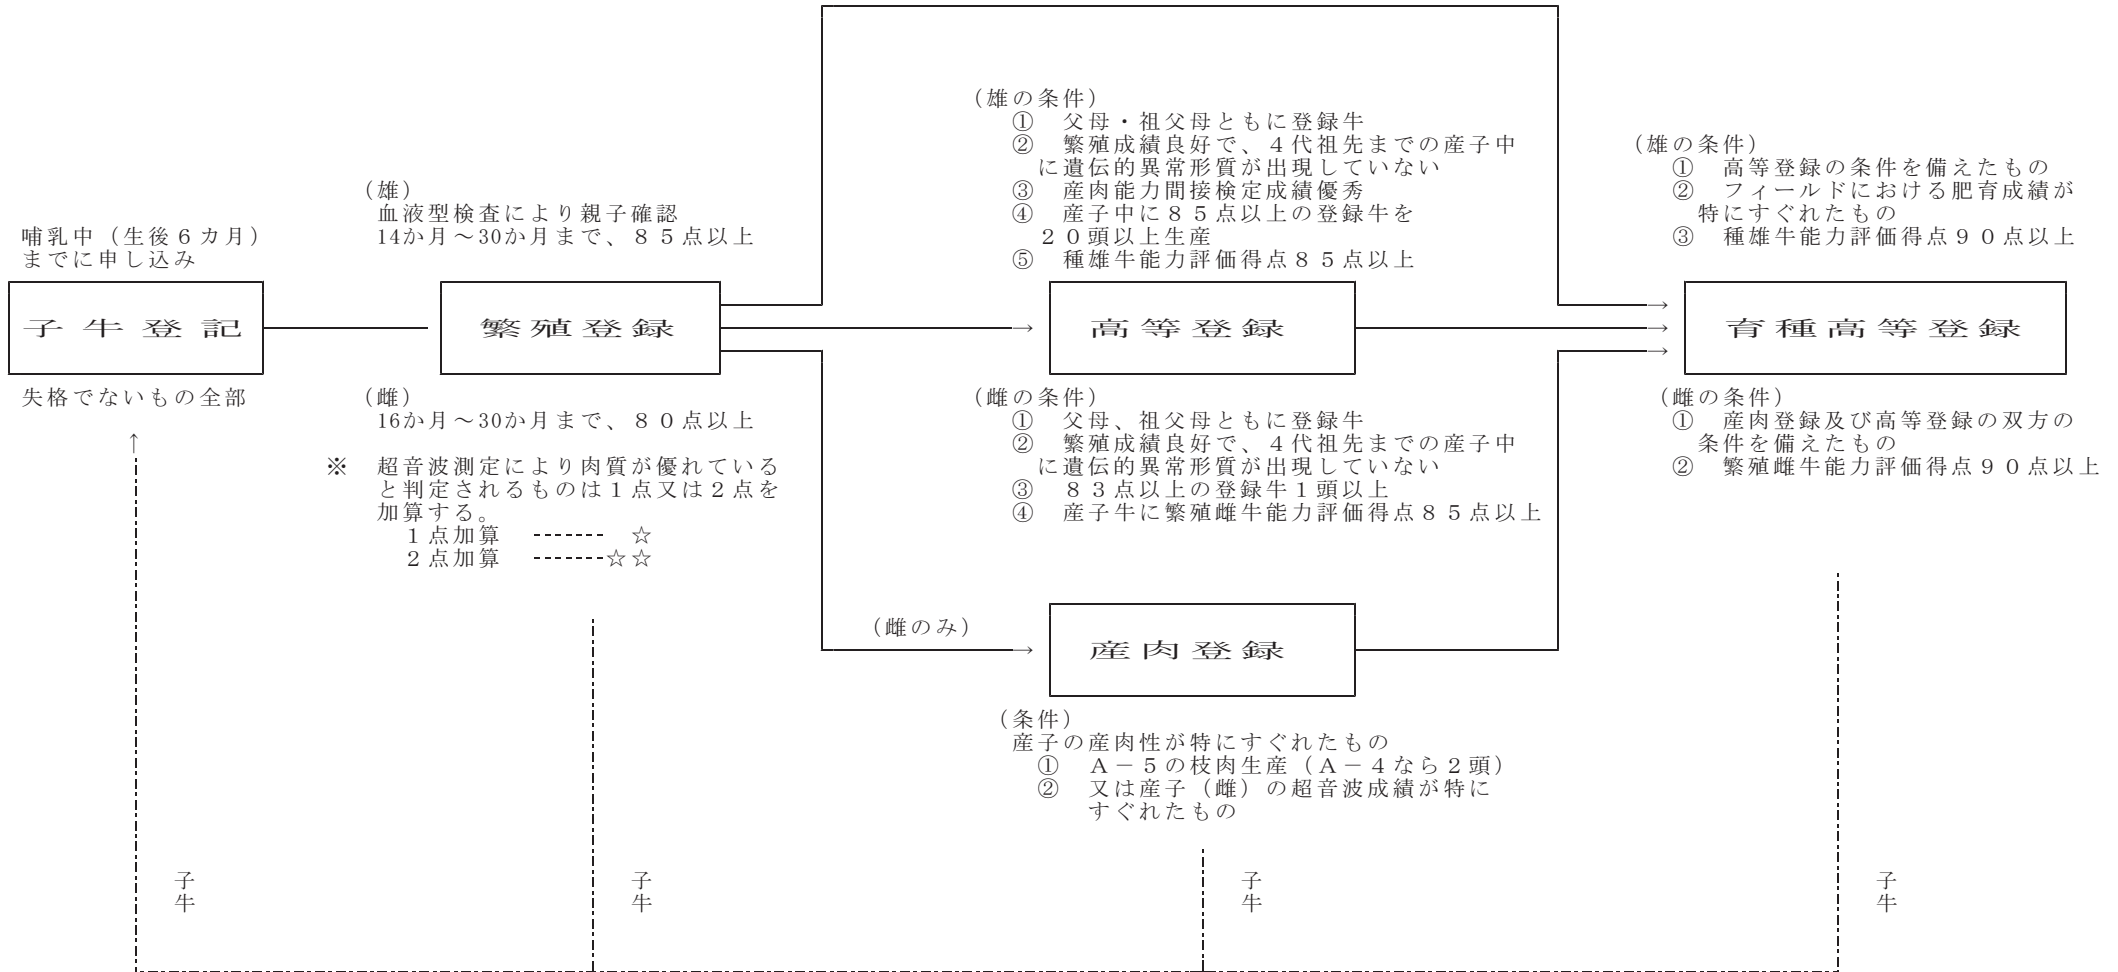 哺乳中（生後６カ月）
までに申し込み
子牛登記
失格でないもの全部
（雄）
血液型検査により親子確認
14か月～30か月まで、８５点以上
繁殖登録
（雌）
16か月～30か月まで、８０点以上
※　超音波測定により肉質が優れている
と判定されるものは１点又は２点を
加算する。
１点加算　-------　☆
２点加算　-------☆☆
（雄の条件）
①　父母・祖父母ともに登録牛
②　繁殖成績良好で、４代祖先までの産子中
に遺伝的異常形質が出現していない
③　産肉能力間接検定成績優秀
④　産子中に８５点以上の登録牛を
２０頭以上生産
⑤　種雄牛能力評価得点８５点以上
高等登録
（雌の条件）
①　父母、祖父母ともに登録牛
②　繁殖成績良好で、４代祖先までの産子中
に遺伝的異常形質が出現していない
③　８３点以上の登録牛１頭以上
④　産子牛に繁殖雌牛能力評価得点８５点以上
（雌のみ）
産肉登録
（条件）
産子の産肉性が特にすぐれたもの
①　Ａ－５の枝肉生産（Ａ－４なら２頭）
②　又は産子（雌）の超音波成績が特に
すぐれたもの
（雄の条件）
①　高等登録の条件を備えたもの
②　フィールドにおける肥育成績が
特にすぐれたもの
③　種雄牛能力評価得点９０点以上
育種高等登録
（雌の条件）
①　産肉登録及び高等登録の双方の
条件を備えたもの
②　繁殖雌牛能力評価得点９０点以上
子牛
子牛
子牛
子牛